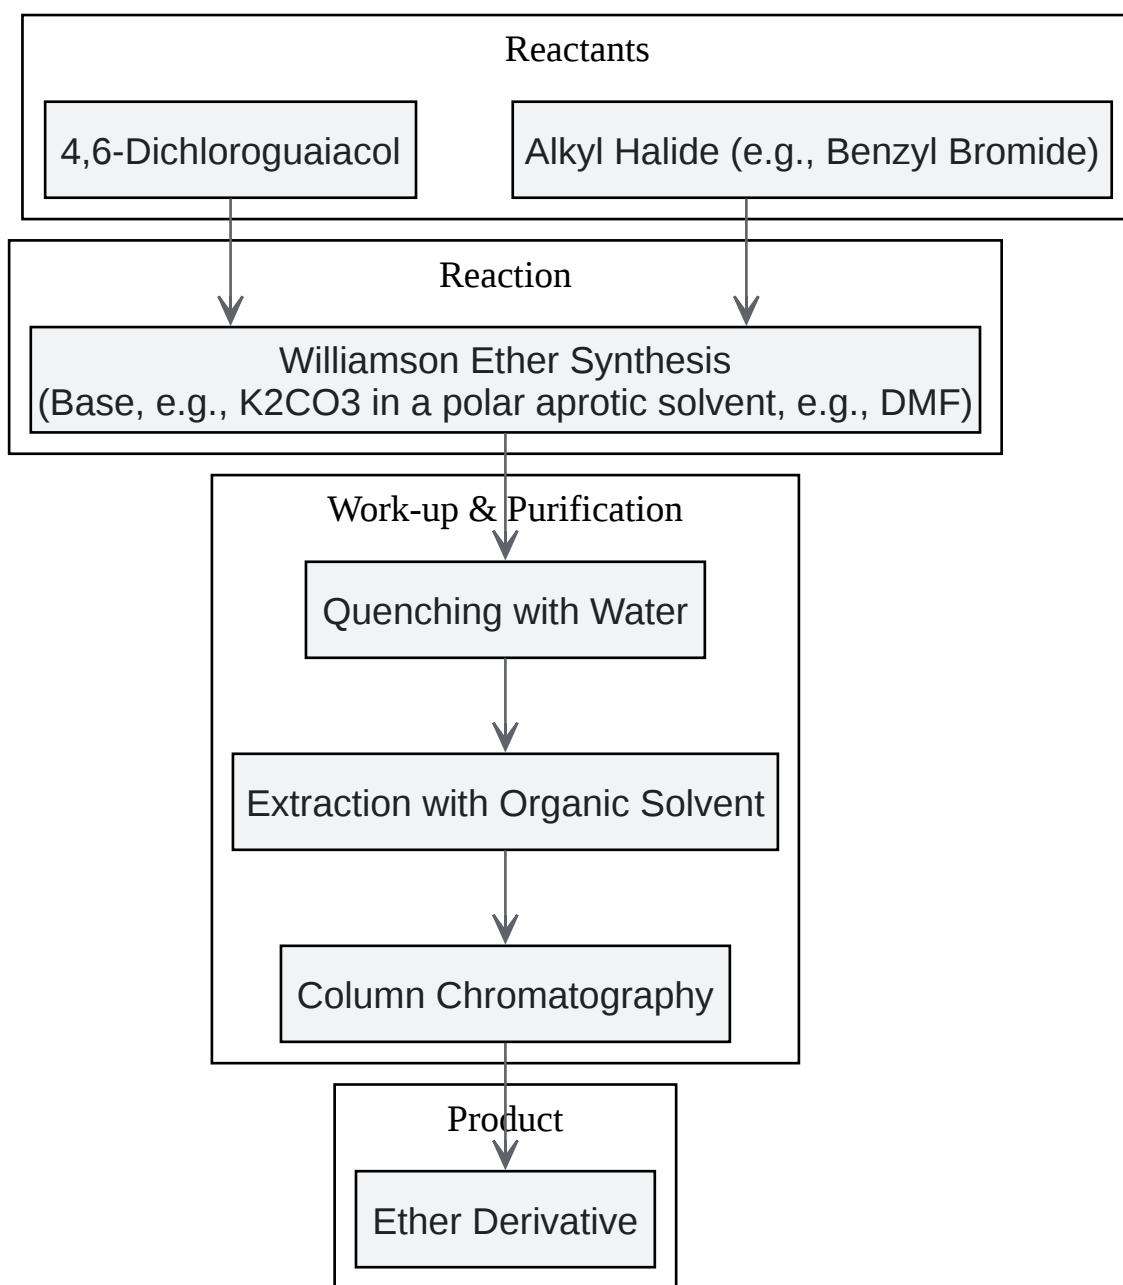 Reactants
4,6-Dichloroguaiacol
Alkyl Halide (e.g., Benzyl Bromide)
Reaction
Williamson Ether Synthesis
(Base, e.g., K2CO3 in a polar aprotic solvent, e.g., DMF)
Work-up & Purification
Quenching with Water
Extraction with Organic Solvent
Column Chromatography
Product
Ether Derivative